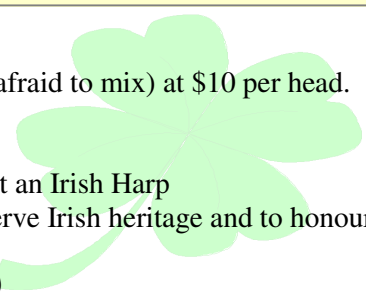 afraid to mix) at $10 per head.
t an Irish Harp
erve Irish heritage and to honour
)